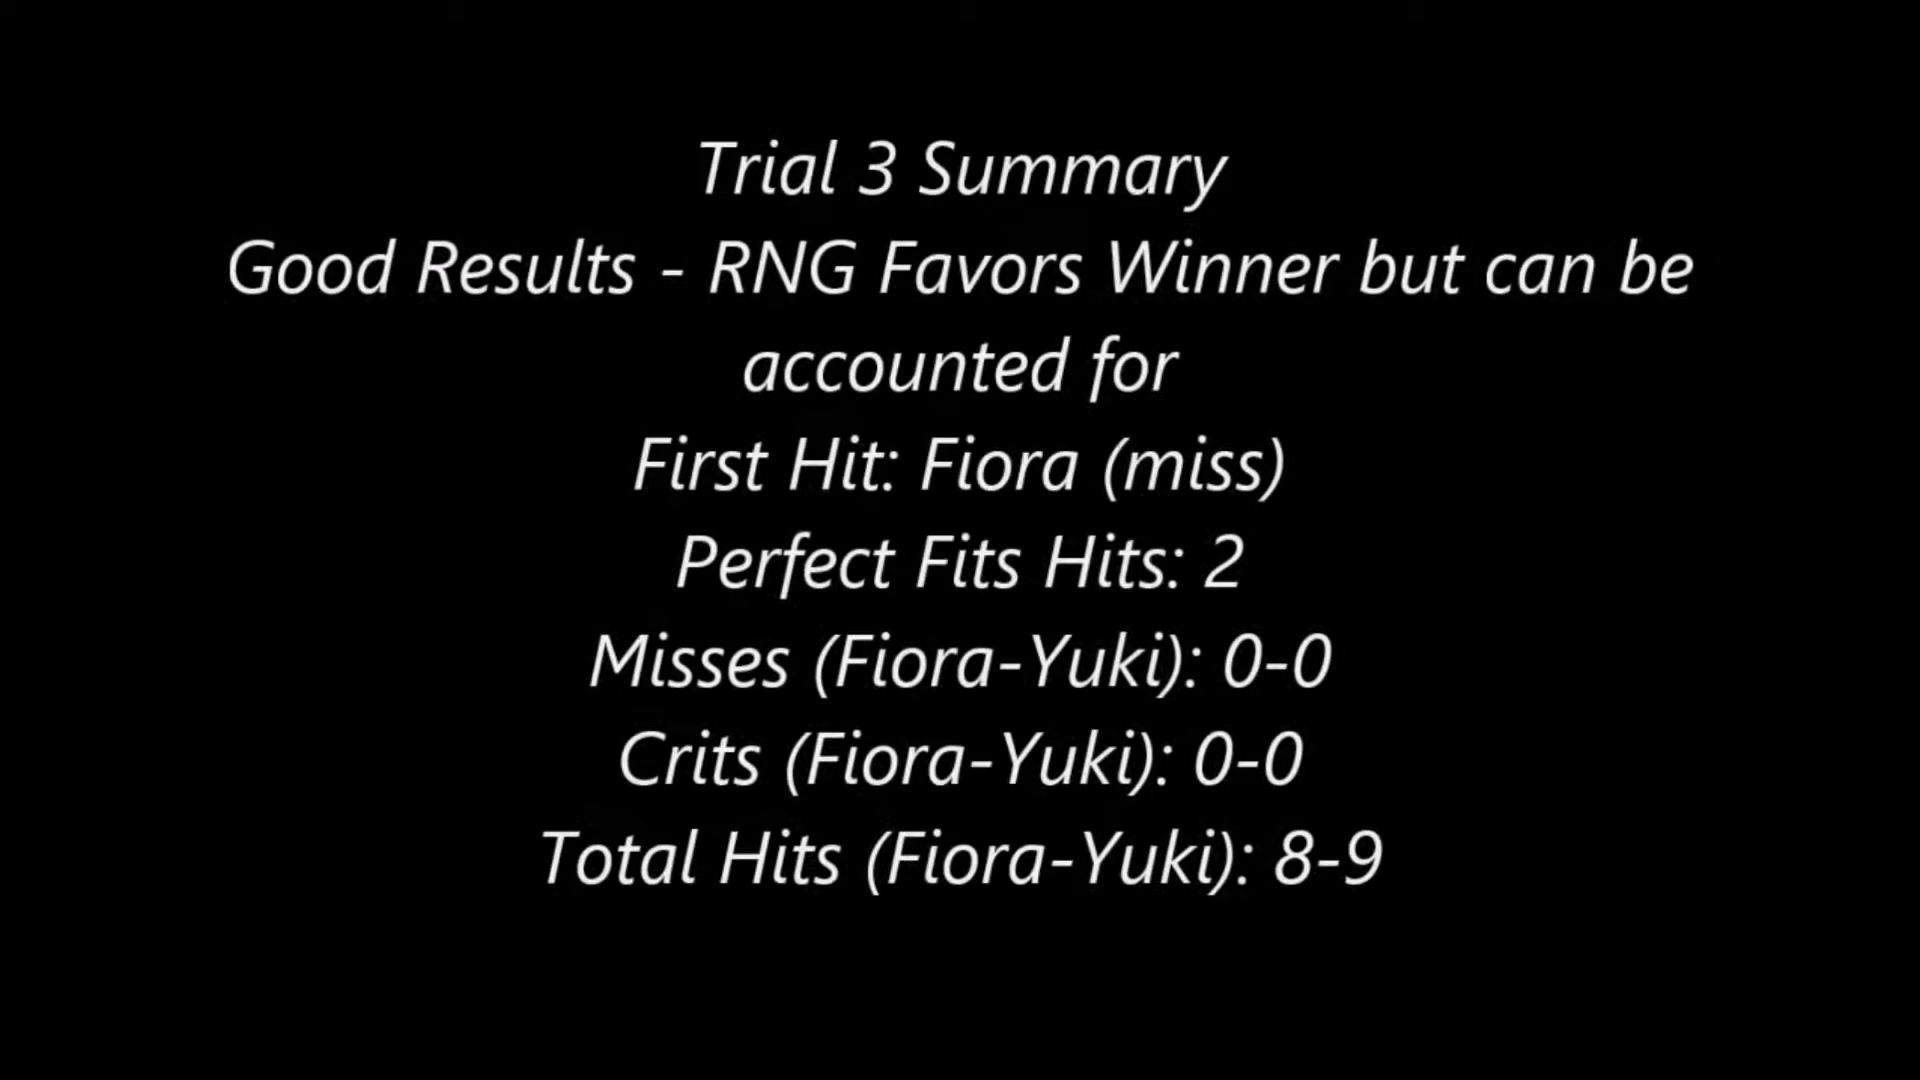 Trial 3 Summary
Good Results - RNG Favors Winner but can be
accounted for
First Hit: Fiora (miss)
Perfect Fits Hits: 2
Misses (Fiora-Yuki): 0-0
Crits (Fiora-Yuki): 0-0
Total Hits (Fiora-Yuki): 8-9